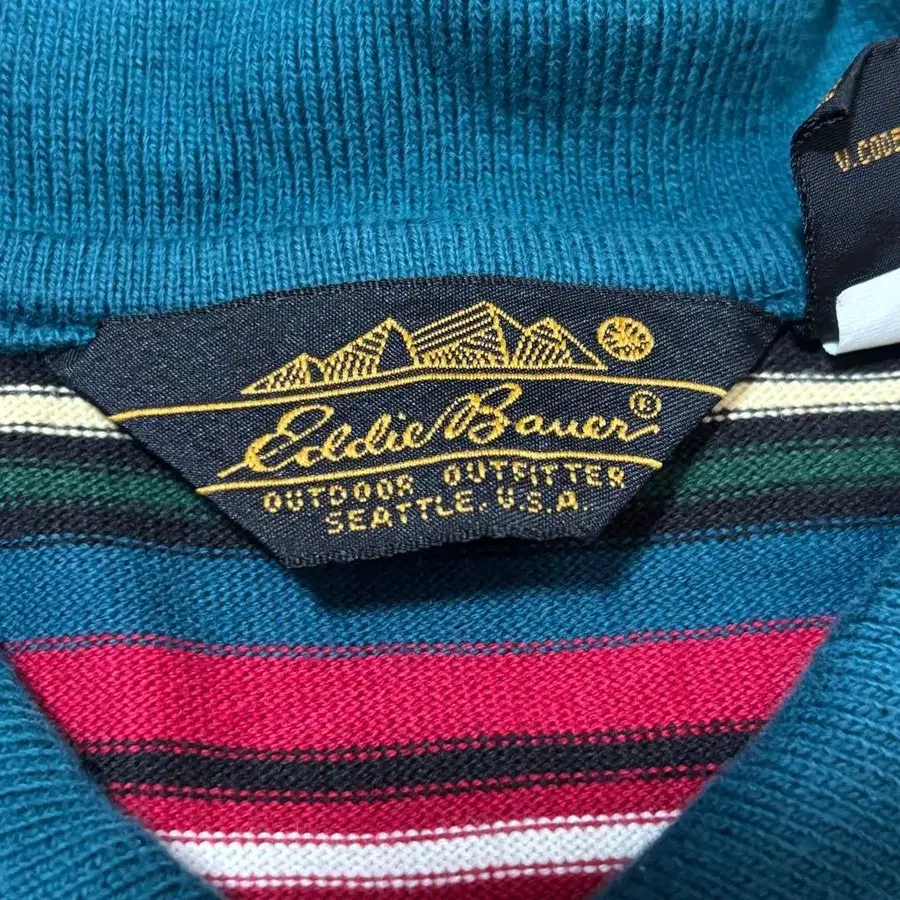 Eddie Bauer®
OUTDOOR OUTFITTER
SEATTLE, U.S.A.